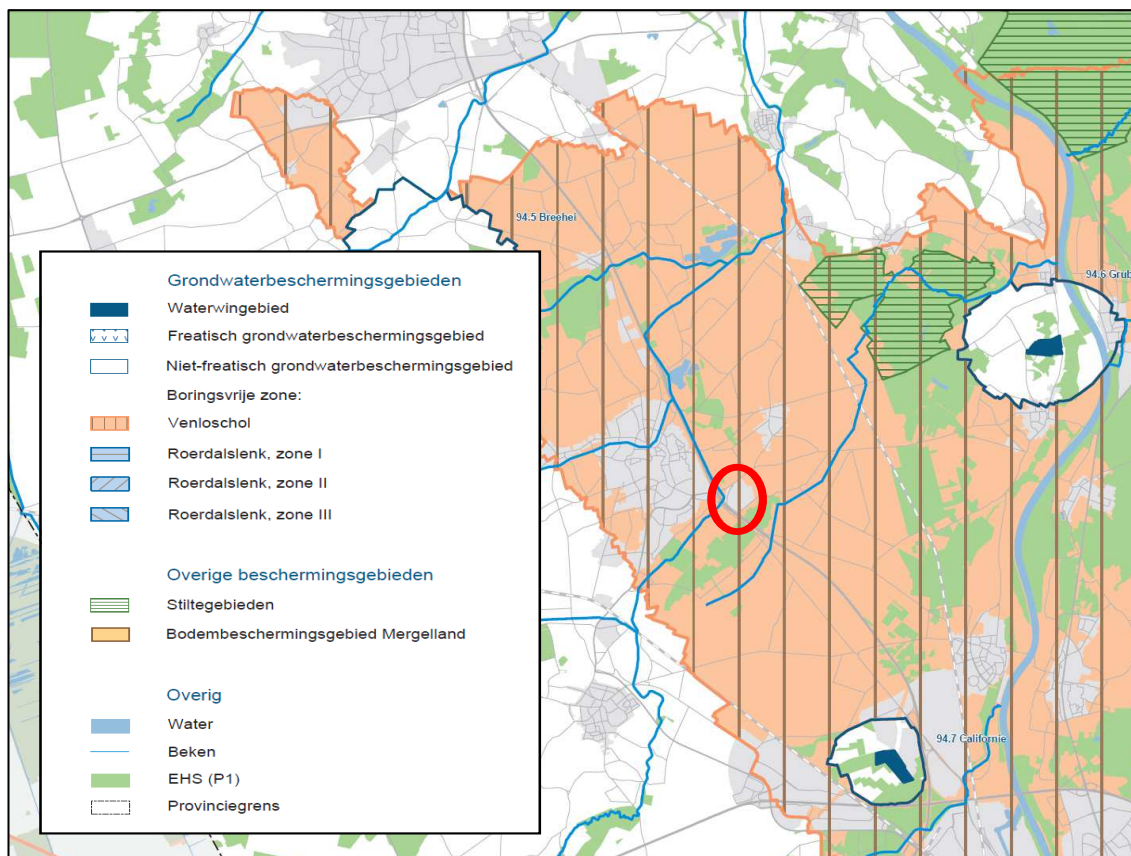 94.5 Breehei
94.6 Grub
Grondwaterbeschermingsgebieden
Waterwingebied
Freatisch grondwaterbeschermingsgebied
Niet-freatisch grondwaterbeschermingsgebied
Boringsvrije zone:
Venloschol
Roerdalslenk, zone I
Roerdalslenk, zone II
Roerdalslenk, zone III
Overige beschermingsgebieden
Stiltegebieden
Bodembeschermingsgebied Mergelland
Overig
Water
Beken
EHS (P1)
Provinciegrens
94.7 Californie